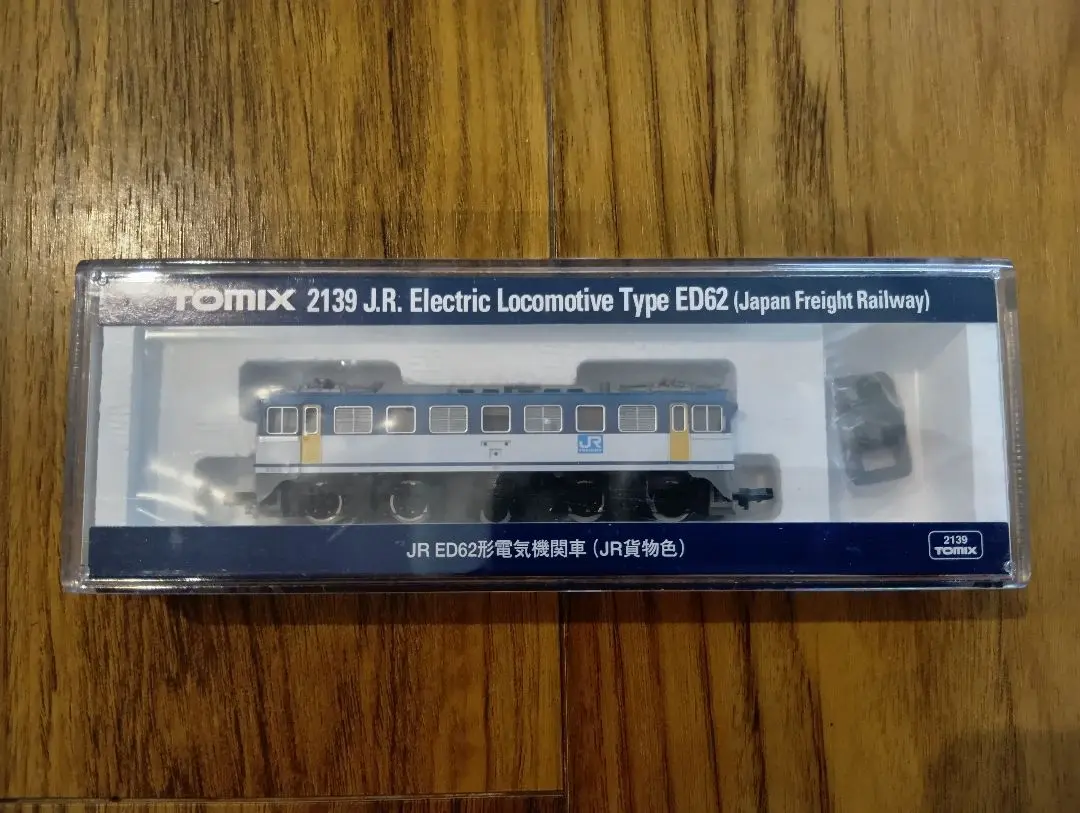 TOMIX 2139 J.R. Electric Locomotive Type ED62 (Japan Freight Railway)
JR
JR ED62形電気機関車 (JR貨物色)
2139
TOMIX